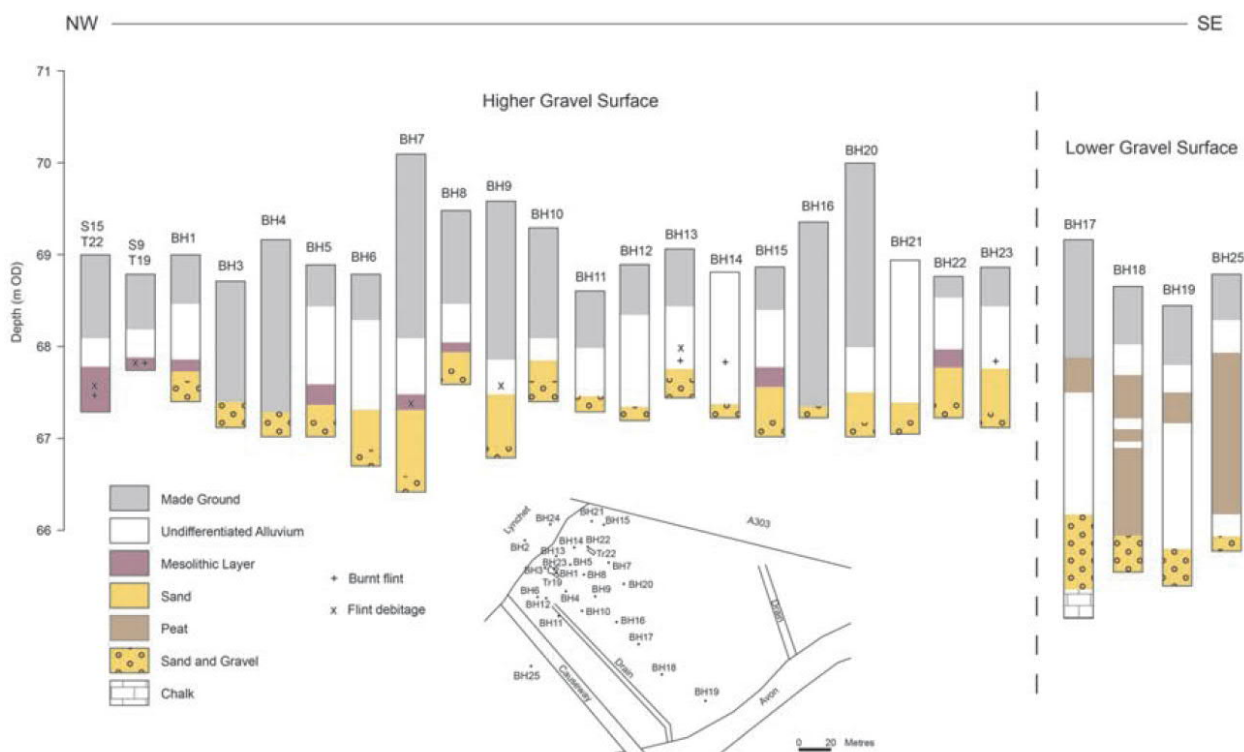 NW
SE
Higher Gravel Surface
Lower Gravel Surface
Depth (m OD)
71
70
69
68
67
66
S15
T22
S9
T19
BH1
BH3
BH4
BH5
BH6
BH7
BH8
BH9
BH10
BH11
BH12
BH13
BH14
BH15
BH16
BH20
BH21
BH22
BH23
BH17
BH18
BH19
BH25
Made Ground
Undifferentiated Alluvium
Mesolithic Layer
Sand
Peat
Sand and Gravel
Chalk
+ Burnt flint
x Flint debitage
Lynchet
BH24
BH21
BH15
A303
BH2
BH14
BH22
BH13
Tr22
BH23
BH5
BH7
BH3
BH1
BH8
Tr19
BH20
BH6
BH4
BH9
BH12
BH10
BH11
BH16
BH17
BH25
BH18
BH19
Causeway
Drain
Drain
Avon
0 20 Metres